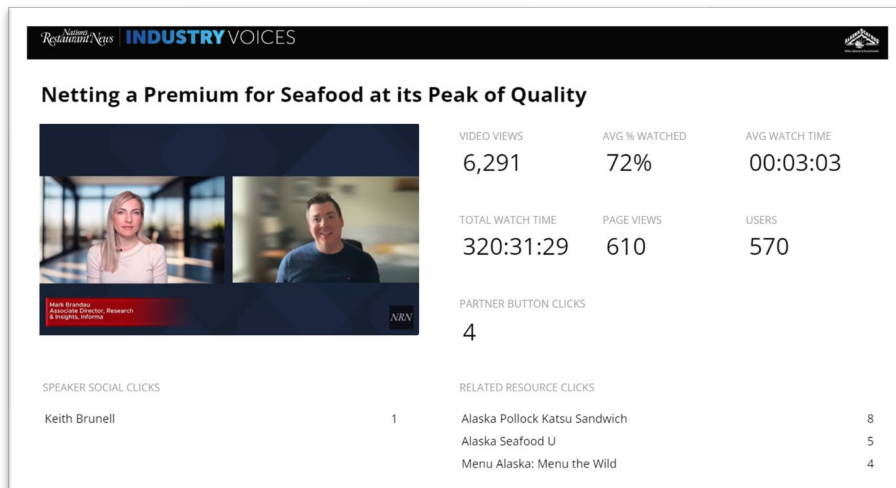 Nation's Restaurant News INDUSTRY VOICES
Netting a Premium for Seafood at its Peak of Quality
VIDEO VIEWS AVG % WATCHED AVG WATCH TIME
6,291 72% 00:03:03
TOTAL WATCH TIME PAGE VIEWS USERS
320:31:29 610 570
PARTNER BUTTON CLICKS
4
Mark Brandau
Associate Director, Research
& Insights, Informa
NRN
SPEAKER SOCIAL CLICKS
Keith Brunell 1
RELATED RESOURCE CLICKS
Alaska Pollock Katsu Sandwich 8
Alaska Seafood U 5
Menu Alaska: Menu the Wild 4